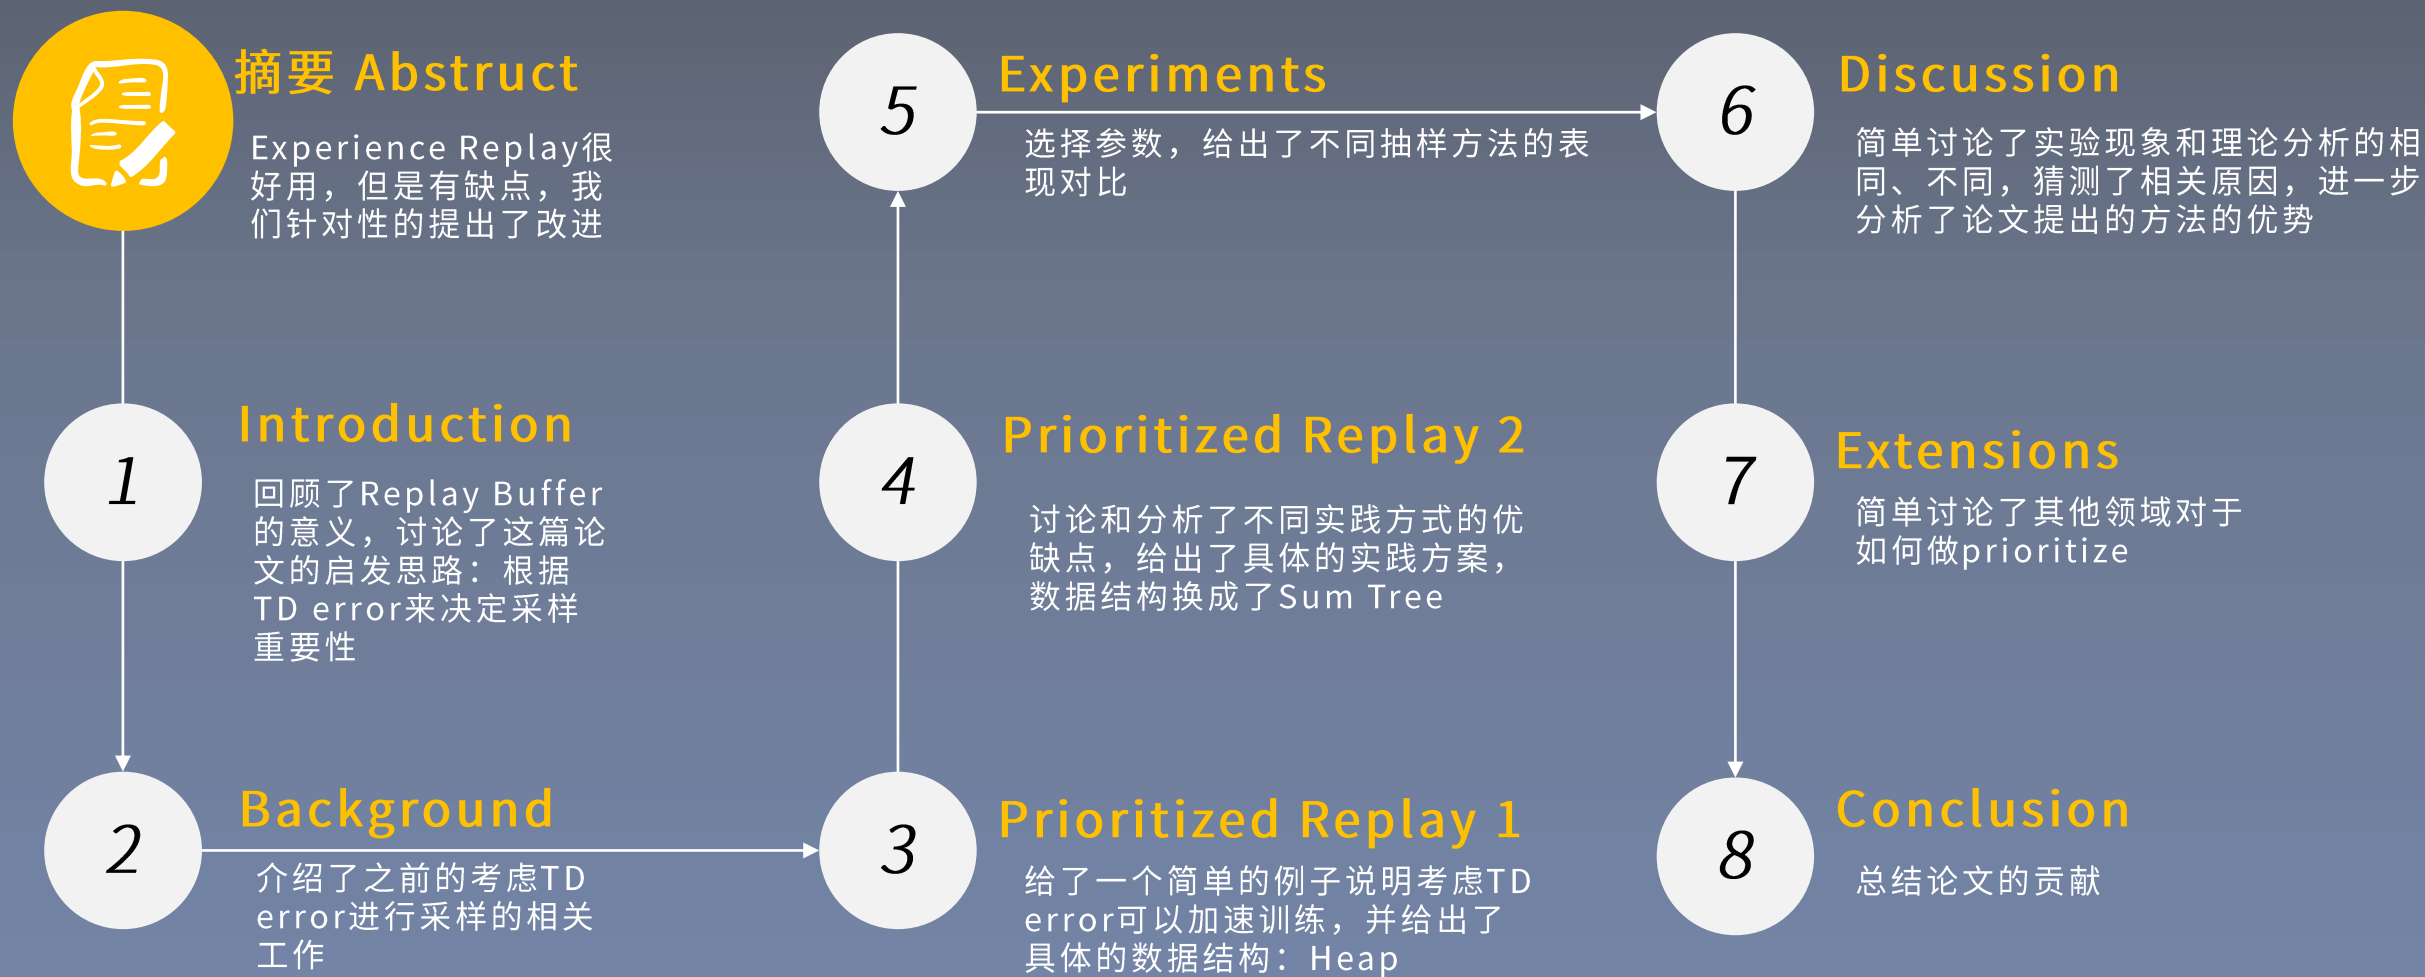 摘要 Abstruct
Experience Replay很
好用，但是有缺点，我
们针对性的提出了改进
1
Introduction
回顾了Replay Buffer
的意义，讨论了这篇论
文的启发思路：根据
TD error来决定采样
重要性
2
Background
介绍了之前的考虑TD
error进行采样的相关
工作
3
Prioritized Replay 1
给了一个简单的例子说明考虑TD
error可以加速训练，并给出了
具体的数据结构：Heap
4
Prioritized Replay 2
讨论和分析了不同实践方式的优
缺点，给出了具体的实践方案，
数据结构换成了Sum Tree
5
Experiments
选择参数，给出了不同抽样方法的表
现对比
6
Discussion
简单讨论了实验现象和理论分析的相
同、不同，猜测了相关原因，进一步
分析了论文提出的方法的优势
7
Extensions
简单讨论了其他领域对于
如何做prioritize
8
Conclusion
总结论文的贡献